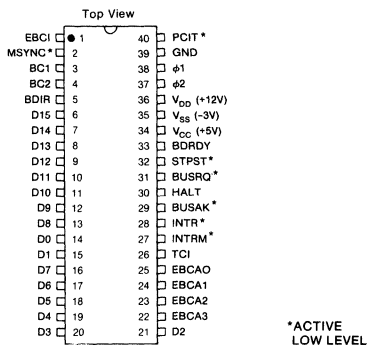 Top View
EBCI 1 40 PCIT*
MSYNC* 2 39 GND
BC1 3 38 ϕ1
BC2 4 37 ϕ2
BDIR 5 36 VDD (+12V)
D15 6 35 VSS (-3V)
D14 7 34 VCC (+5V)
D13 8 33 BDRDY
D12 9 32 STPST*
D11 10 31 BUSRQ*
D10 11 30 HALT
D9 12 29 BUSAK*
D8 13 28 INTR*
D0 14 27 INTRM*
D1 15 26 TCI
D7 16 25 EBCAO
D6 17 24 EBCA1
D5 18 23 EBCA2
D4 19 22 EBCA3
D3 20 21 D2
*ACTIVE
LOW LEVEL